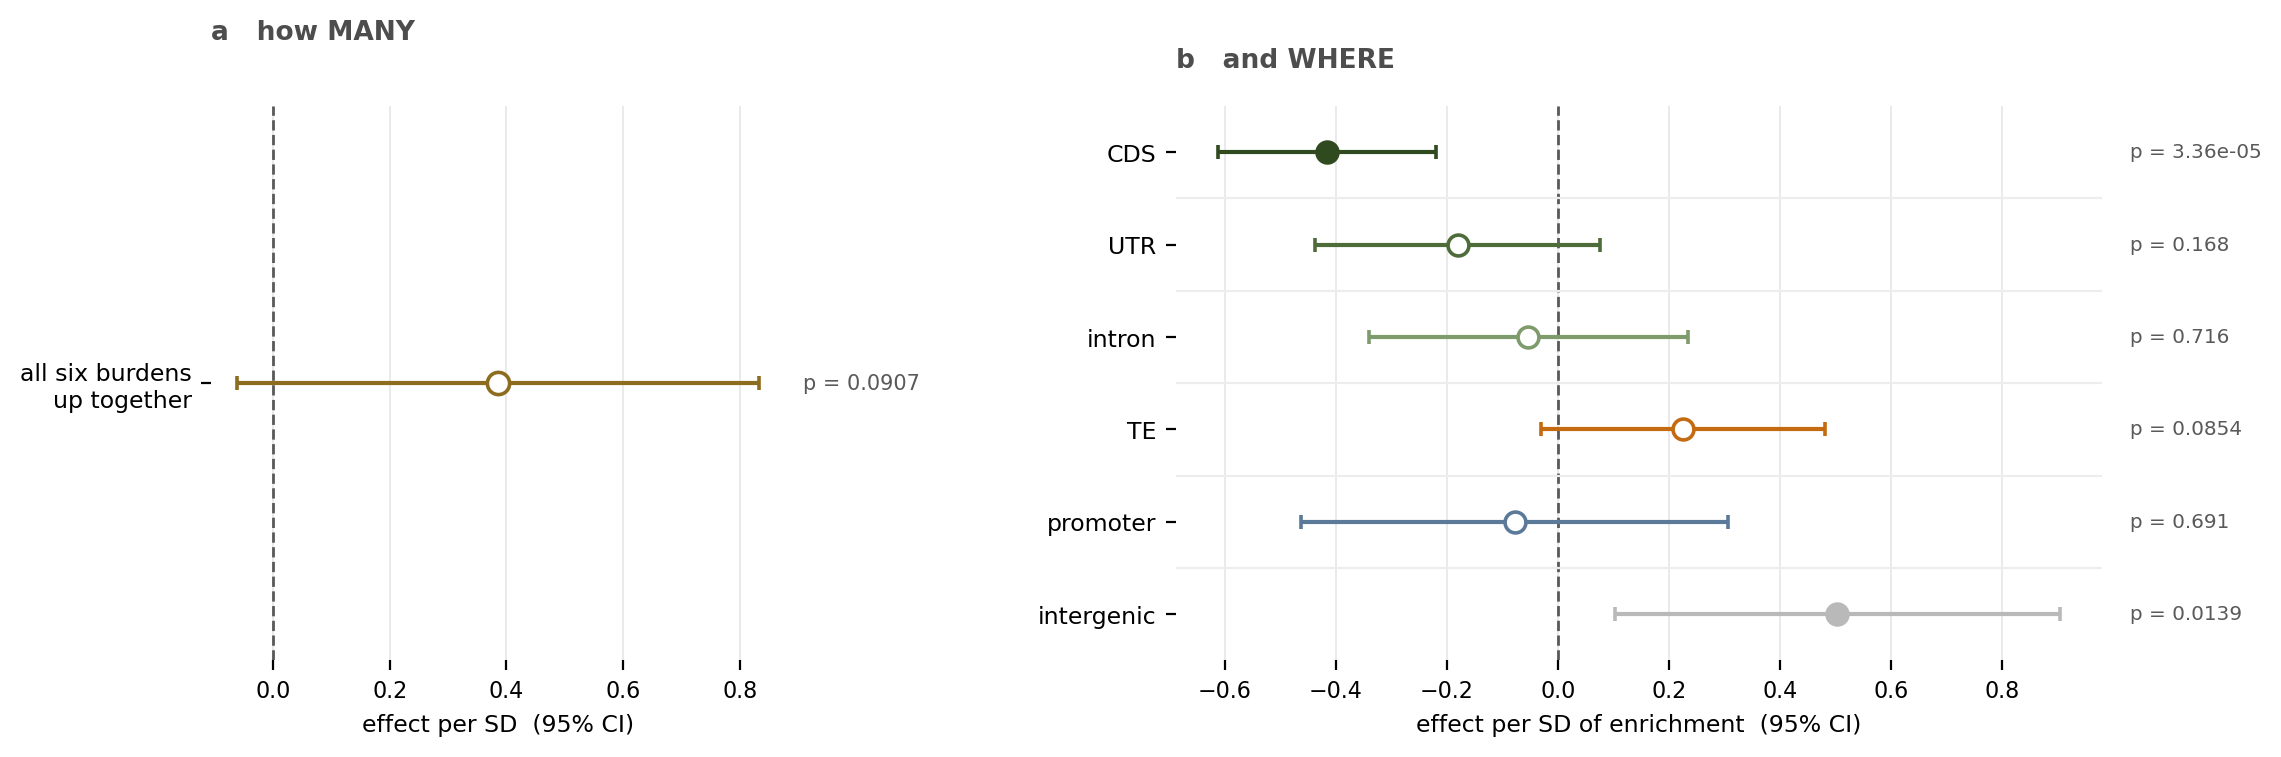 a how MANY
all six burdens
up together
p = 0.0907
0.0 0.2 0.4 0.6 0.8
effect per SD (95% CI)
b and WHERE
CDS p = 3.36e-05
UTR p = 0.168
intron p = 0.716
TE p = 0.0854
promoter p = 0.691
intergenic p = 0.0139
−0.6 −0.4 −0.2 0.0 0.2 0.4 0.6 0.8
effect per SD of enrichment (95% CI)